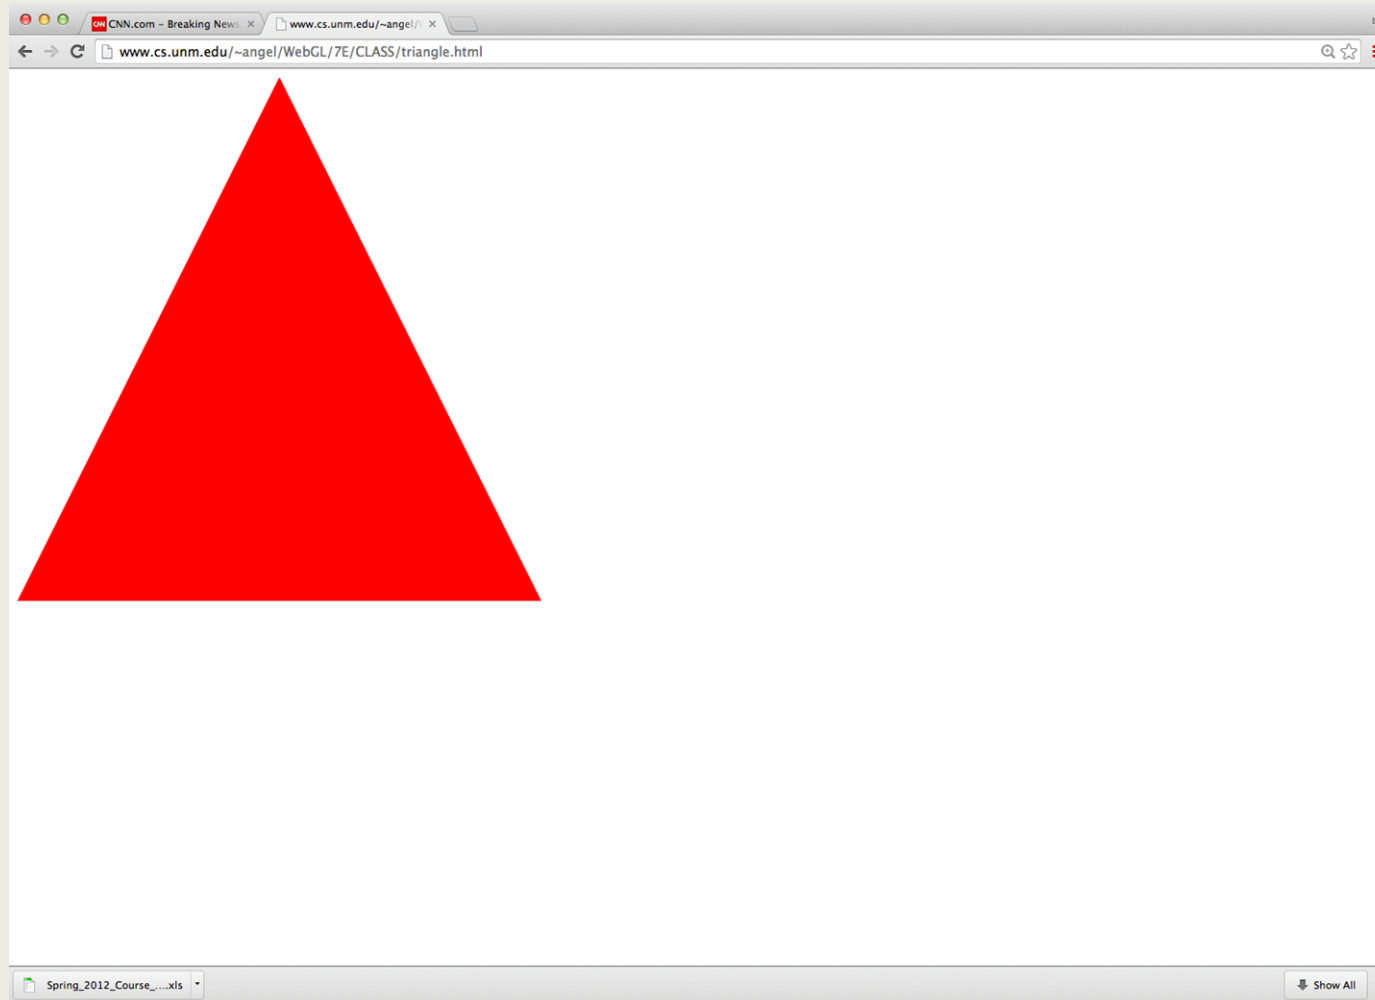 CNN CNN.com – Breaking News × www.cs.unm.edu/~angel/ ×
www.cs.unm.edu/~angel/WebGL/7E/CLASS/triangle.html
Spring_2012_Course_....xls Show All